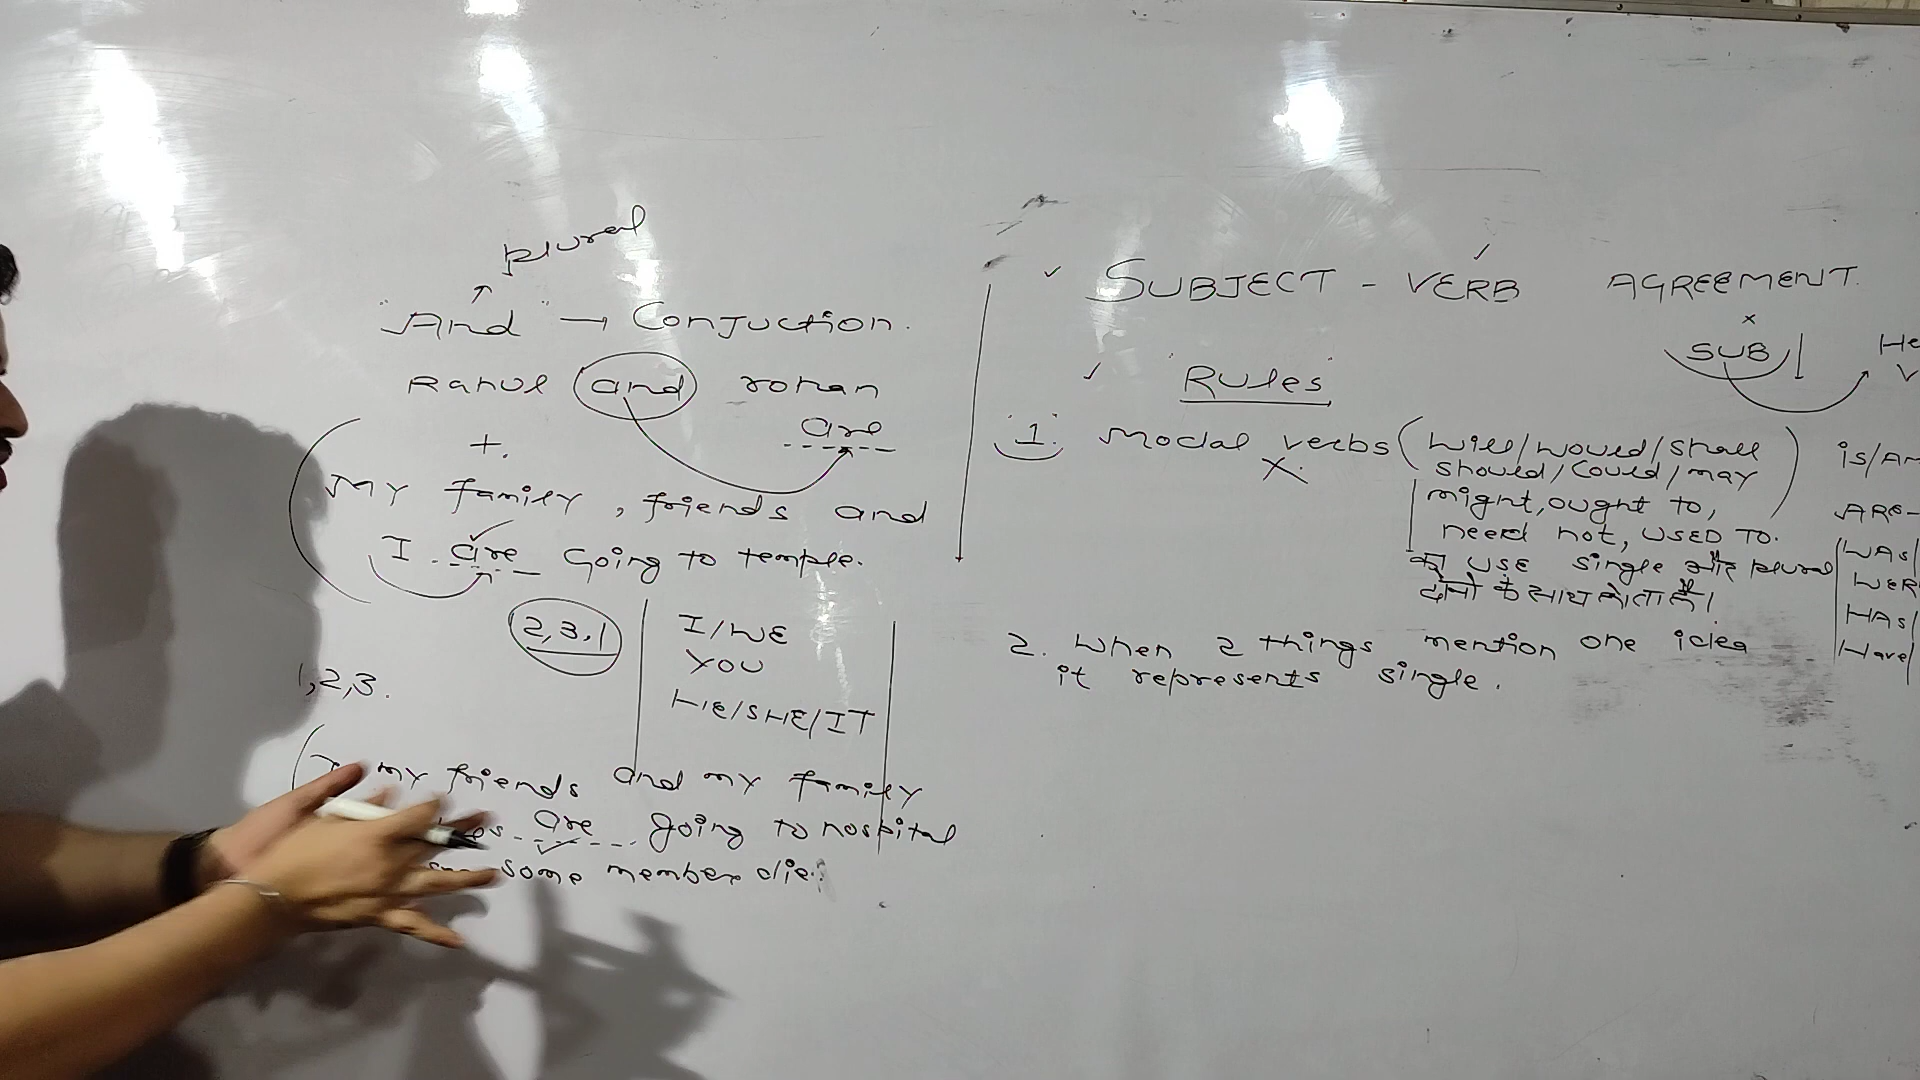 plural
"And" → Conjuction.
Rahul and rohan
are
+.
My family, friends and
I are Going to temple.
2,3,1
1,2,3.
I/WE
YOU
HE/SHE/IT
my friends and my family
are going to hospital
some member die
SUBJECT - VERB AGREEMENT.
SUB
He
V
Rules
1. Modal verbs (will/would/shall
should/could/may
might, ought to,
need not, USED TO.
का USE single और plural
दोनो के साथ होता है।
is/AM
ARE-
WAS/
WER
HAS/
Have/
2. When 2 things mention one idea
it represents single.